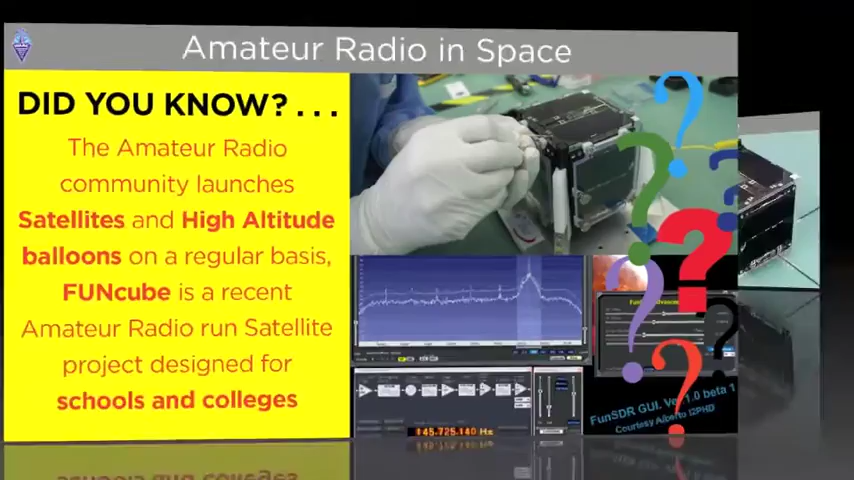 Amateur Radio in Space
DID YOU KNOW?...
The Amateur Radio
community launches
Satellites and High Altitude
balloons on a regular basis,
FUNcube is a recent
Amateur Radio run Satellite
project designed for
schools and colleges
145.725.140 Hz
FunSDR GUI. Ver 1.0 beta 1
Courtesy Alberto I2PHD